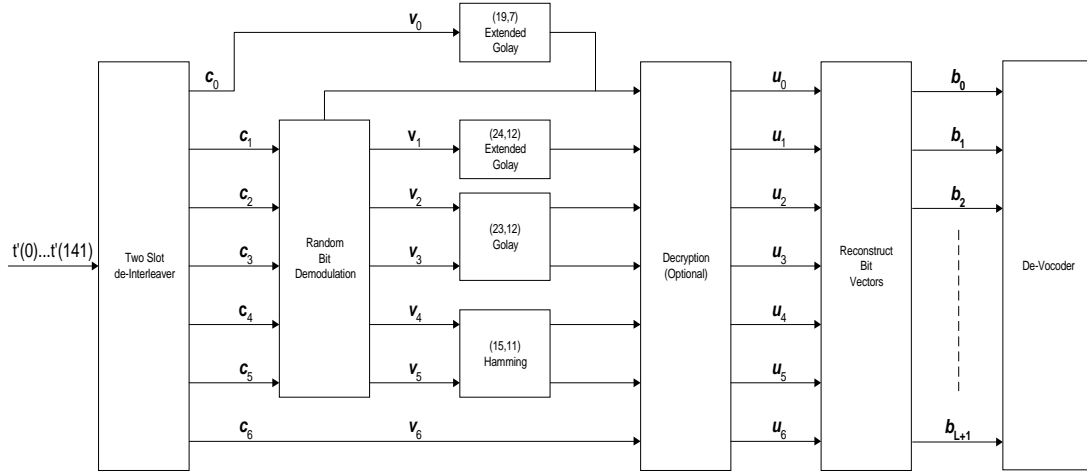 v0
(19,7)
Extended
Golay
c0
u0
b0
c1
v1
(24,12)
Extended
Golay
u1
b1
c2
v2
u2
b2
(23,12)
Golay
t'(0)...t'(141)
Two Slot
de-Interleaver
c3
Random
Bit
Demodulation
v3
Decryption
(Optional)
u3
Reconstruct
Bit
Vectors
De-Vocoder
c4
v4
u4
(15,11)
Hamming
c5
v5
u5
c6
v6
u6
bL+1